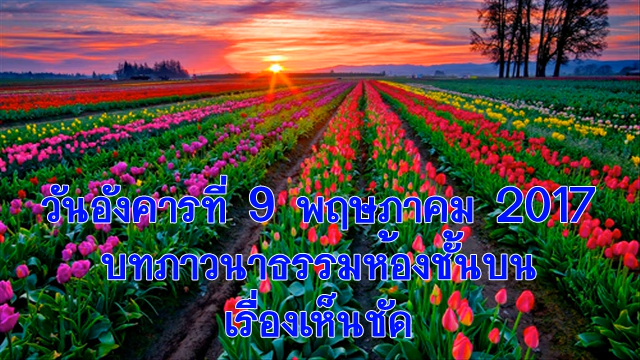 วันอังคารที่ 9 พฤษภาคม 2017
บทภาวนาธรรมห้องชั้นบน
เรื่องเห็นชัด